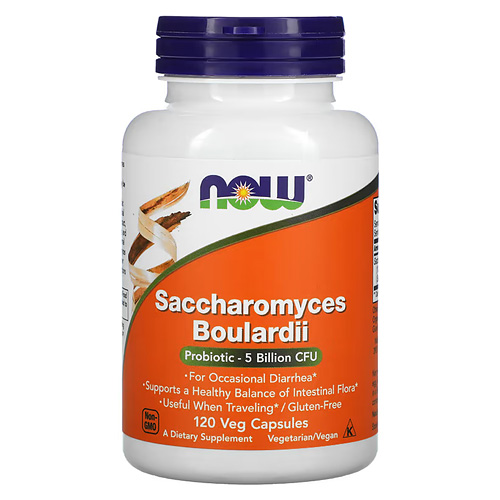 NOW®
Saccharomyces
Boulardii
Probiotic - 5 Billion CFU
• For Occasional Diarrhea*
• Supports a Healthy Balance of Intestinal Flora*
• Useful When Traveling* / Gluten-Free
120 Veg Capsules
Non-
GMO
A Dietary Supplement Vegetarian/Vegan K